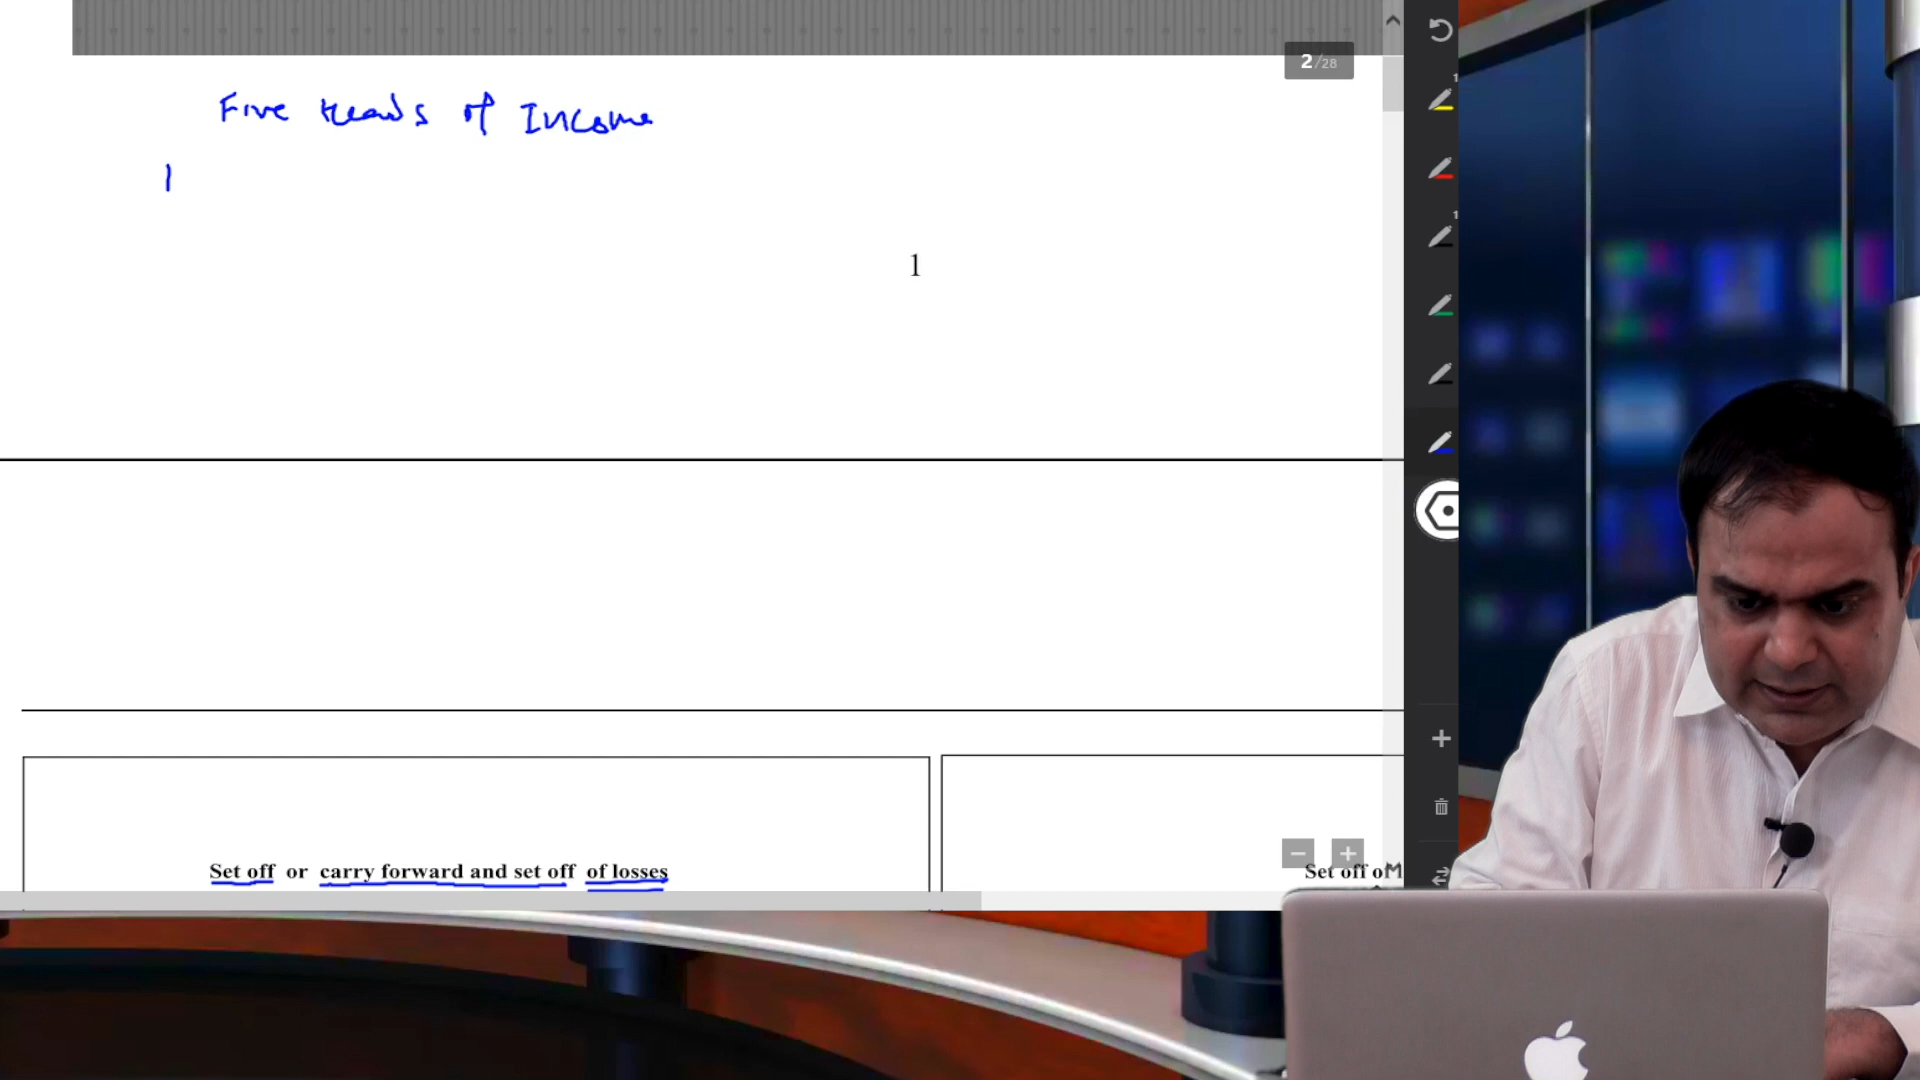 2/28
Five Heads of Income
1
1
Set off or carry forward and set off of losses
Set off of